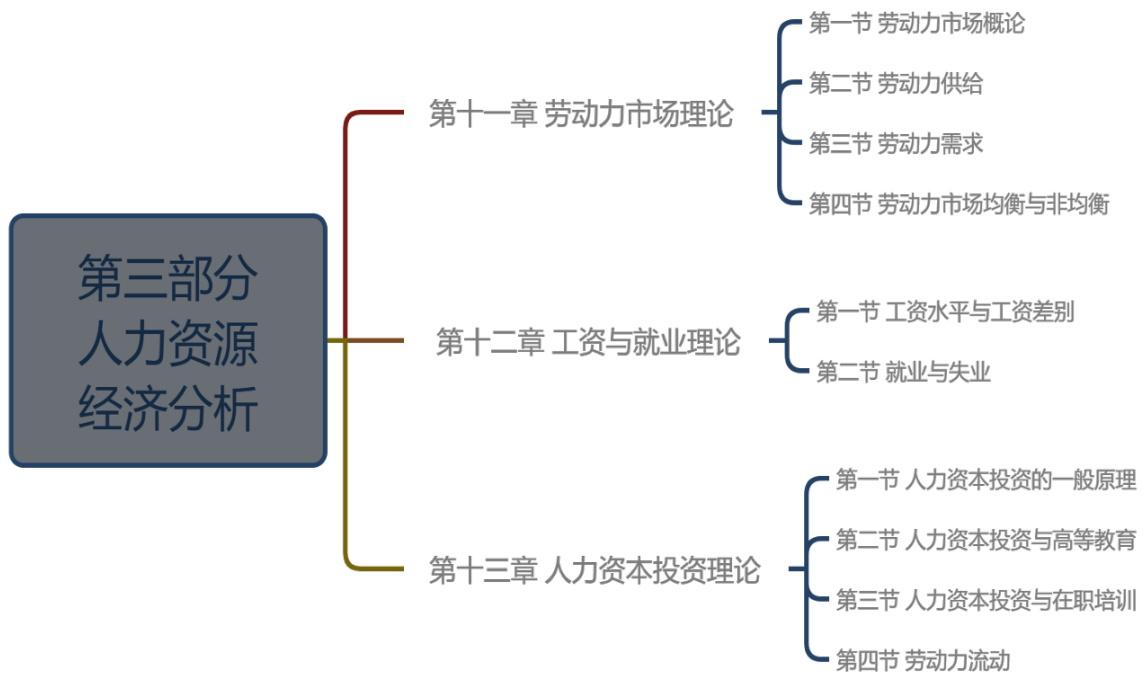 第三部分
人力资源
经济分析
第十一章 劳动力市场理论
第一节 劳动力市场概论
第二节 劳动力供给
第三节 劳动力需求
第四节 劳动力市场均衡与非均衡
第十二章 工资与就业理论
第一节 工资水平与工资差别
第二节 就业与失业
第十三章 人力资本投资理论
第一节 人力资本投资的一般原理
第二节 人力资本投资与高等教育
第三节 人力资本投资与在职培训
第四节 劳动力流动